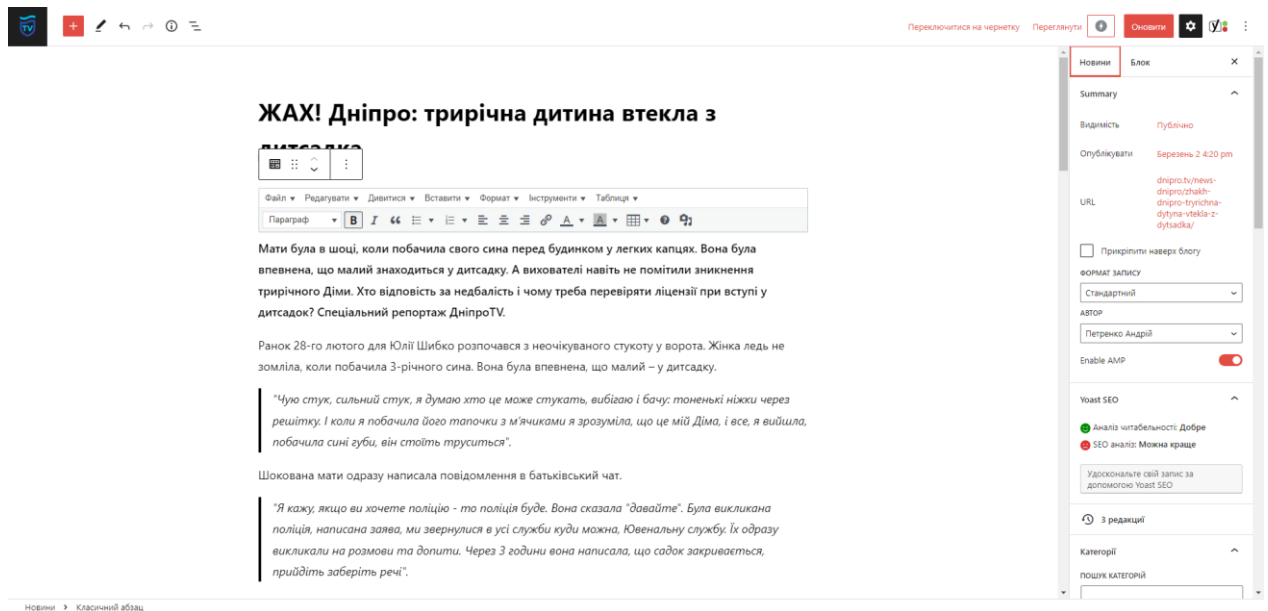 TV
Переключитися на чернетку Переглянути Оновити
Новини Блок
Summary
Видимість Публічно
Опублікувати Березень 2 4:20 pm
URL dnipro.tv/news-
dnipro/zhakh-
dnipro-tryrichna-
dytyna-vtekla-z-
dytsadka/
Прикріпити наверх блогу
ФОРМАТ ЗАПИСУ
Стандартний
АВТОР
Петренко Андрій
Enable AMP
Yoast SEO
Аналіз читабельності: Добре
SEO аналіз: Можна краще
Удоскональте свій запис за
допомогою Yoast SEO
3 редакції
Категорії
ПОШУК КАТЕГОРІЙ
ЖАХ! Дніпро: трирічна дитина втекла з
дитсадка
Файл Редагувати Дивитися Вставити Формат Інструменти Таблиця
Параграф B I A A
Мати була в шоці, коли побачила свого сина перед будинком у легких капцях. Вона була
впевнена, що малий знаходиться у дитсадку. А вихователі навіть не помітили зникнення
трирічного Діми. Хто відповість за недбалість і чому треба перевіряти ліцензії при вступі у
дитсадок? Спеціальний репортаж ДніпроTV.
Ранок 28-го лютого для Юлії Шибко розпочався з неочікуваного стукоту у ворота. Жінка ледь не
зомліла, коли побачила 3-річного сина. Вона була впевнена, що малий – у дитсадку.
"Чую стук, сильний стук, я думаю хто це може стукать, вибігаю і бачу: тоненькі ніжки через
решітку. І коли я побачила його тапочки з м'ячиками я зрозуміла, що це мій Діма, і все, я вийшла,
побачила сині губи, він стоїть труситься".
Шокована мати одразу написала повідомлення в батьківський чат.
"Я кажу, якщо ви хочете поліцію - то поліція буде. Вона сказала "давайте". Була викликана
поліція, написана заява, ми звернулися в усі служби куди можна, Ювенальну службу. Їх одразу
викликали на розмови та допити. Через 3 години вона написала, що садок закривається,
прийдіть заберіть речі".
Новини > Класичний абзац